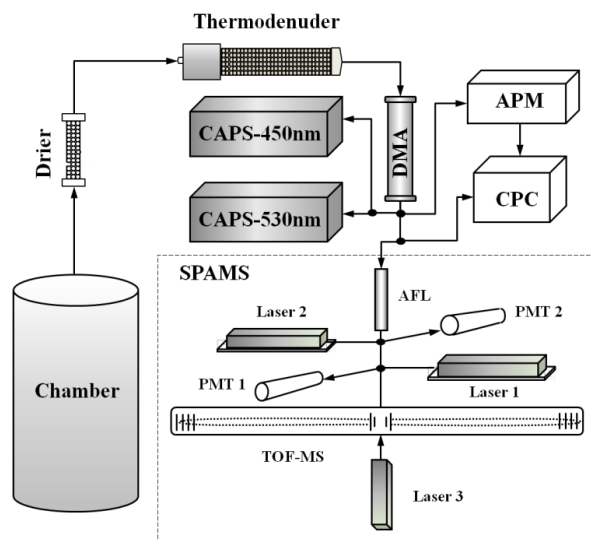 Thermodenuder
Drier
CAPS-450nm
DMA
APM
CAPS-530nm
CPC
SPAMS
AFL
Laser 2
PMT 2
Chamber
PMT 1
Laser 1
TOF-MS
Laser 3